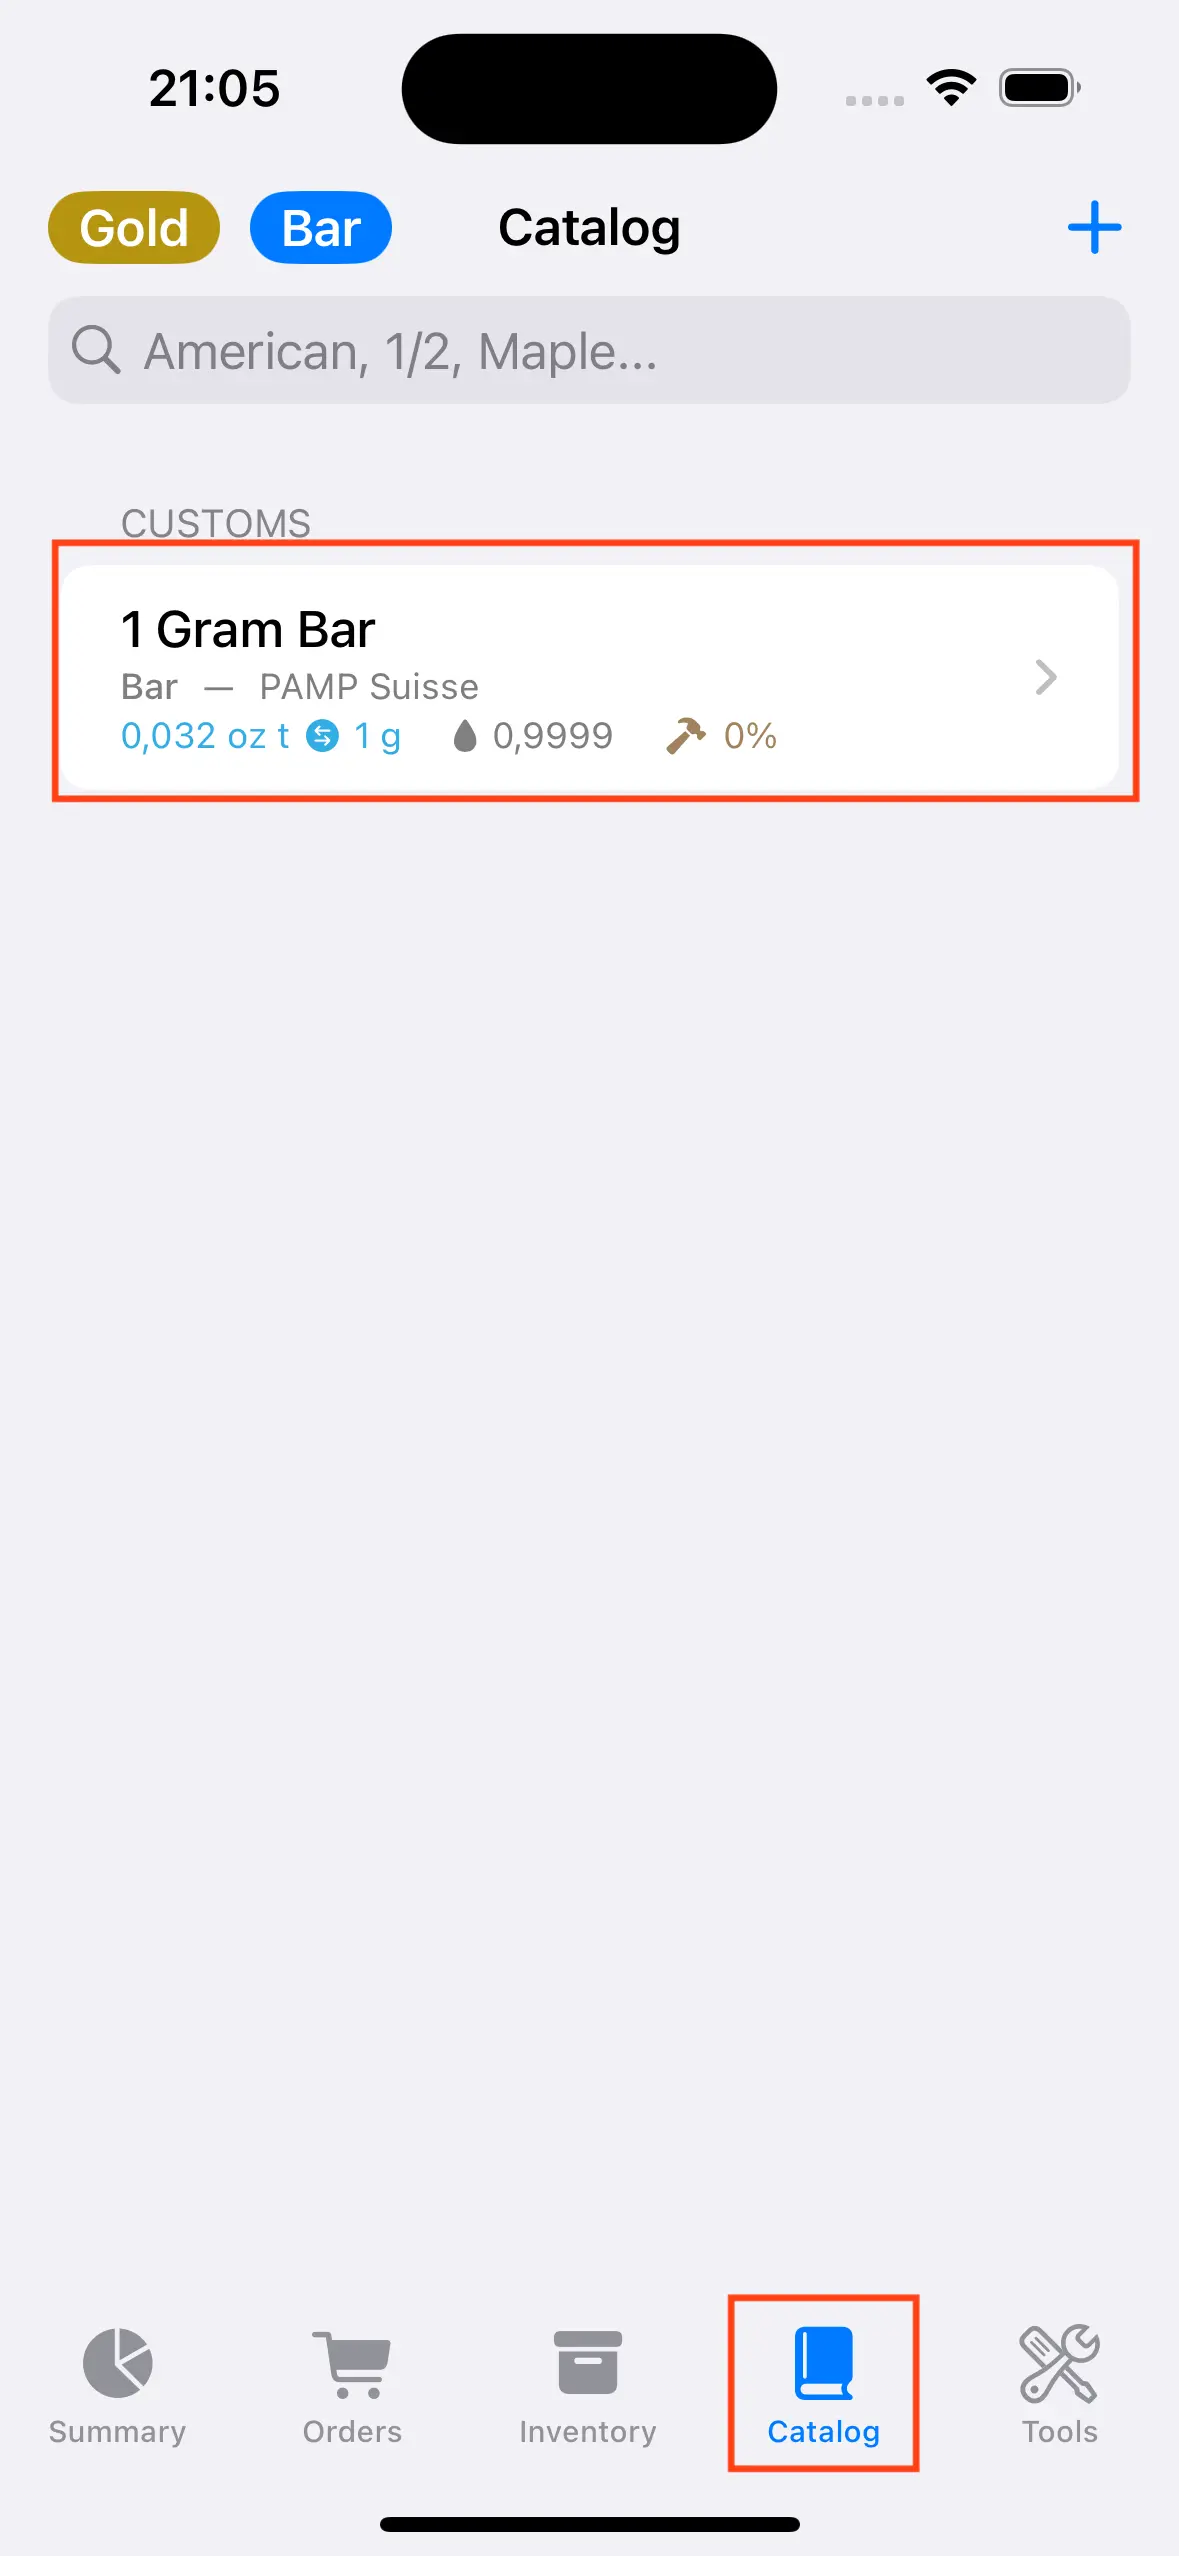 21:05
Gold Bar Catalog
American, 1/2, Maple...
CUSTOMS
1 Gram Bar
Bar — PAMP Suisse
0,032 oz t 1 g 0,9999 0%
Summary Orders Inventory Catalog Tools